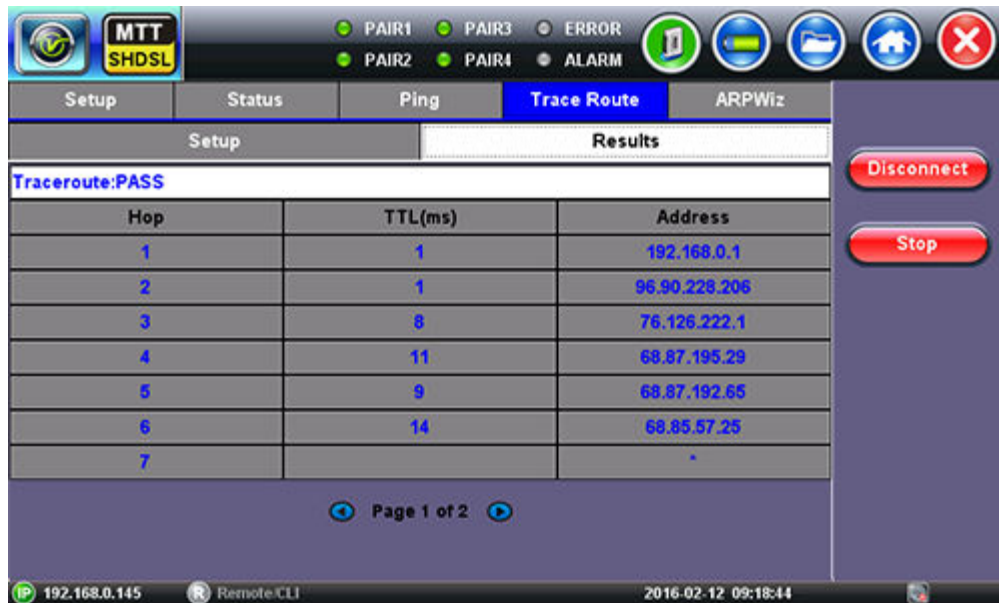 MTT SHDSL
PAIR1 PAIR3 ERROR
PAIR2 PAIR4 ALARM
Setup Status Ping Trace Route ARPWiz
Setup Results
Disconnect
Traceroute:PASS
Hop TTL(ms) Address
Stop
1 1 192.168.0.1
2 1 96.90.228.206
3 8 76.126.222.1
4 11 68.87.195.29
5 9 68.87.192.65
6 14 68.85.57.25
7 *
Page 1 of 2
IP 192.168.0.145 R Remote/CLI 2016-02-12 09:18:44